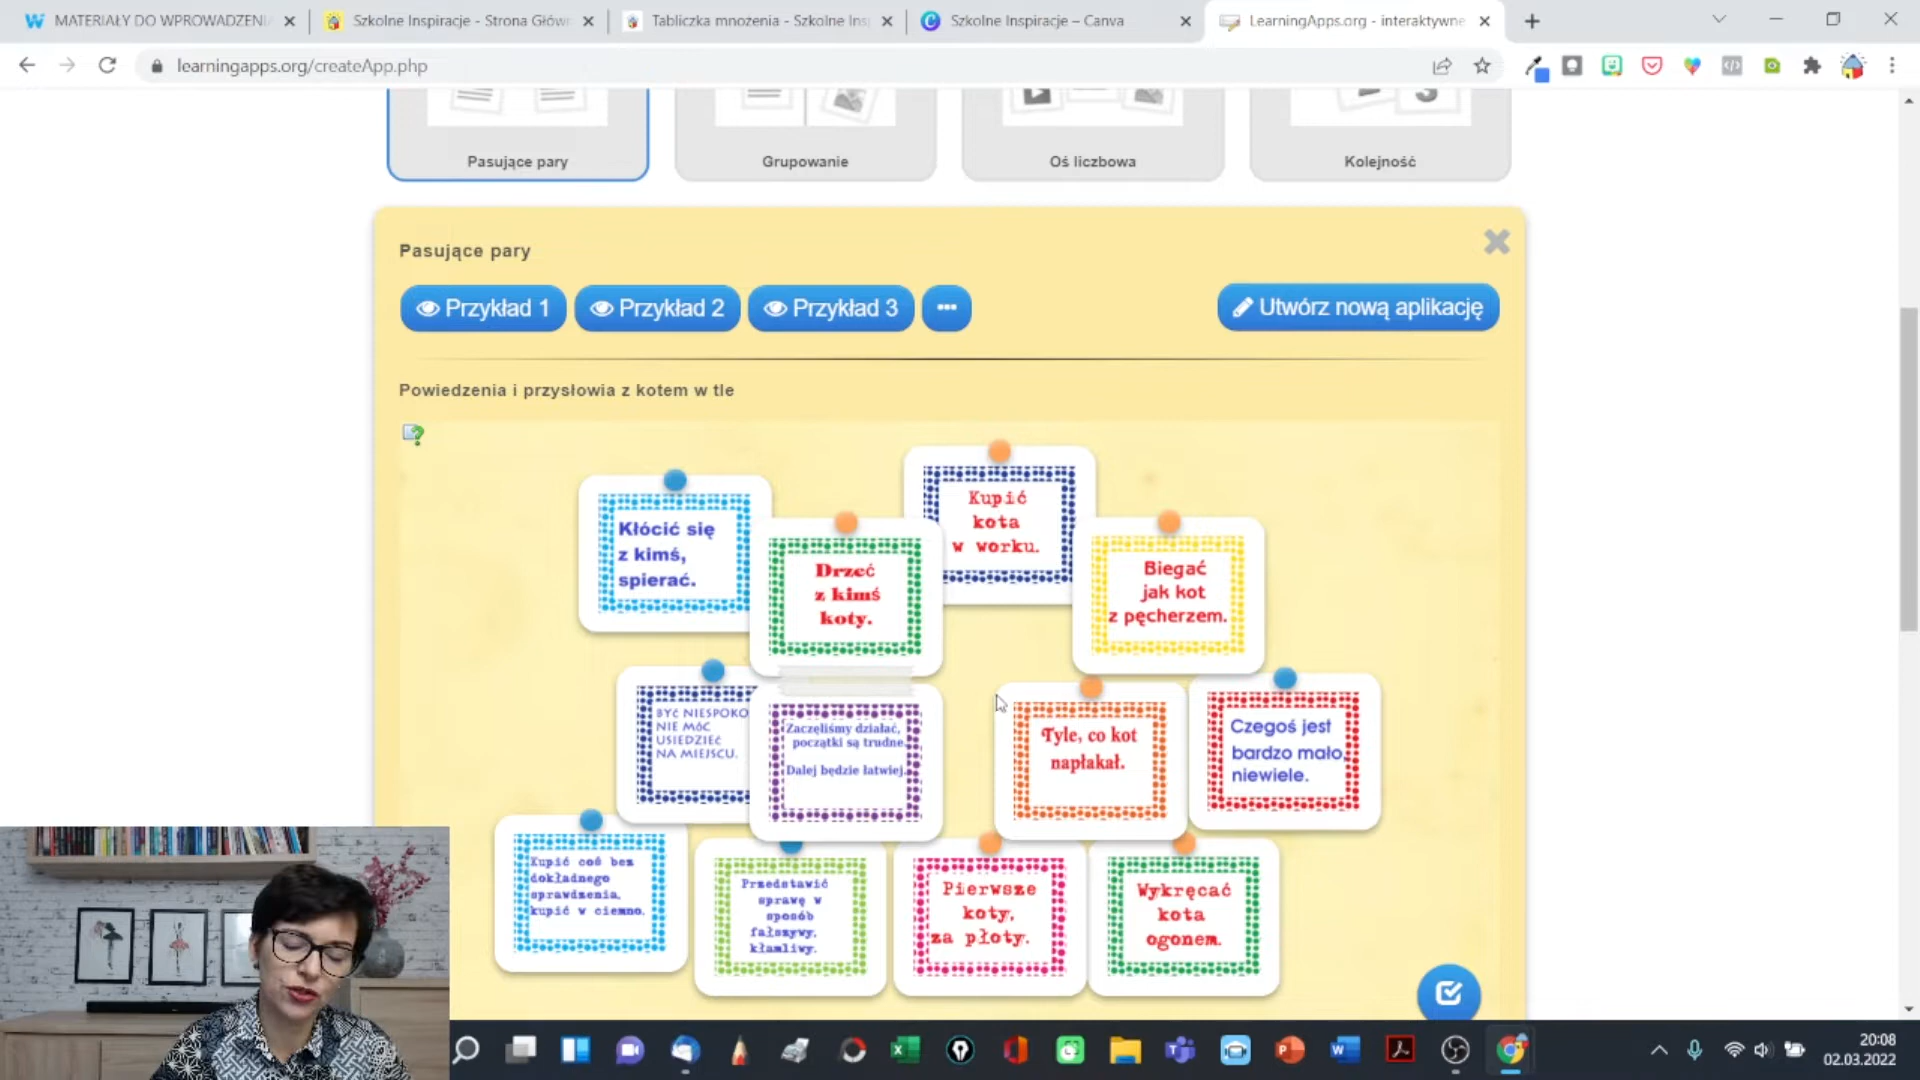 MATERIAŁY DO WPROWADZENI
Szkolne Inspiracje - Strona Główn
Tabliczka mnożenia - Szkolne Insp
Szkolne Inspiracje – Canva
LearningApps.org - interaktywne
learningapps.org/createApp.php
Pasujące pary
Grupowanie
Oś liczbowa
Kolejność
Pasujące pary
Przykład 1
Przykład 2
Przykład 3
Utwórz nową aplikację
Powiedzenia i przysłowia z kotem w tle
Kłócić się
z kimś,
spierać.
Drzeć
z kimś
koty.
Kupić
kota
w worku.
Biegać
jak kot
z pęcherzem.
BYĆ NIESPOKO
NIE MÓC
USIEDZIEĆ
NA MIEJSCU.
Zaczęliśmy działać,
początki są trudne.
Dalej będzie łatwiej.
Tyle, co kot
napłakał.
Czegoś jest
bardzo mało,
niewiele.
Kupić coś bez
dokładnego
sprawdzenia,
kupić w ciemno.
Przedstawić
sprawę w
sposób
fałszywy,
kłamliwy.
Pierwsze
koty,
za płoty.
Wykręcać
kota
ogonem.
20:08
02.03.2022